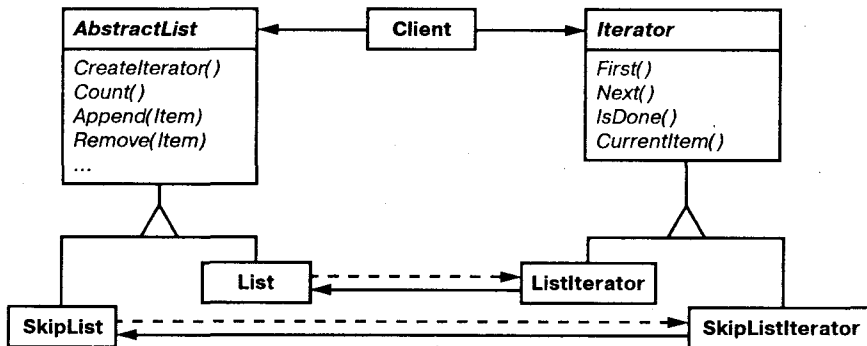 AbstractList
CreateIterator()
Count()
Append(Item)
Remove(Item)
...
Client
Iterator
First()
Next()
IsDone()
CurrentItem()
List
ListIterator
SkipList
SkipListIterator